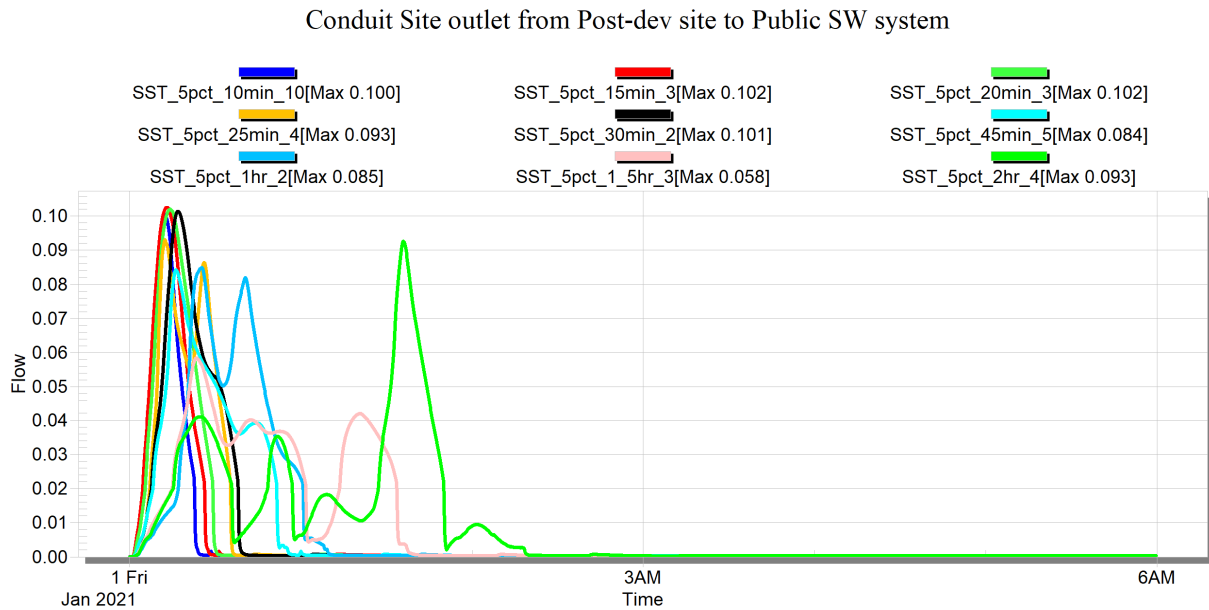 Conduit Site outlet from Post-dev site to Public SW system
SST_5pct_10min_10[Max 0.100]
SST_5pct_15min_3[Max 0.102]
SST_5pct_20min_3[Max 0.102]
SST_5pct_25min_4[Max 0.093]
SST_5pct_30min_2[Max 0.101]
SST_5pct_45min_5[Max 0.084]
SST_5pct_1hr_2[Max 0.085]
SST_5pct_1_5hr_3[Max 0.058]
SST_5pct_2hr_4[Max 0.093]
0.10
0.09
0.08
0.07
0.06
0.05
0.04
0.03
0.02
0.01
0.00
Flow
1 Fri
3AM
6AM
Jan 2021
Time